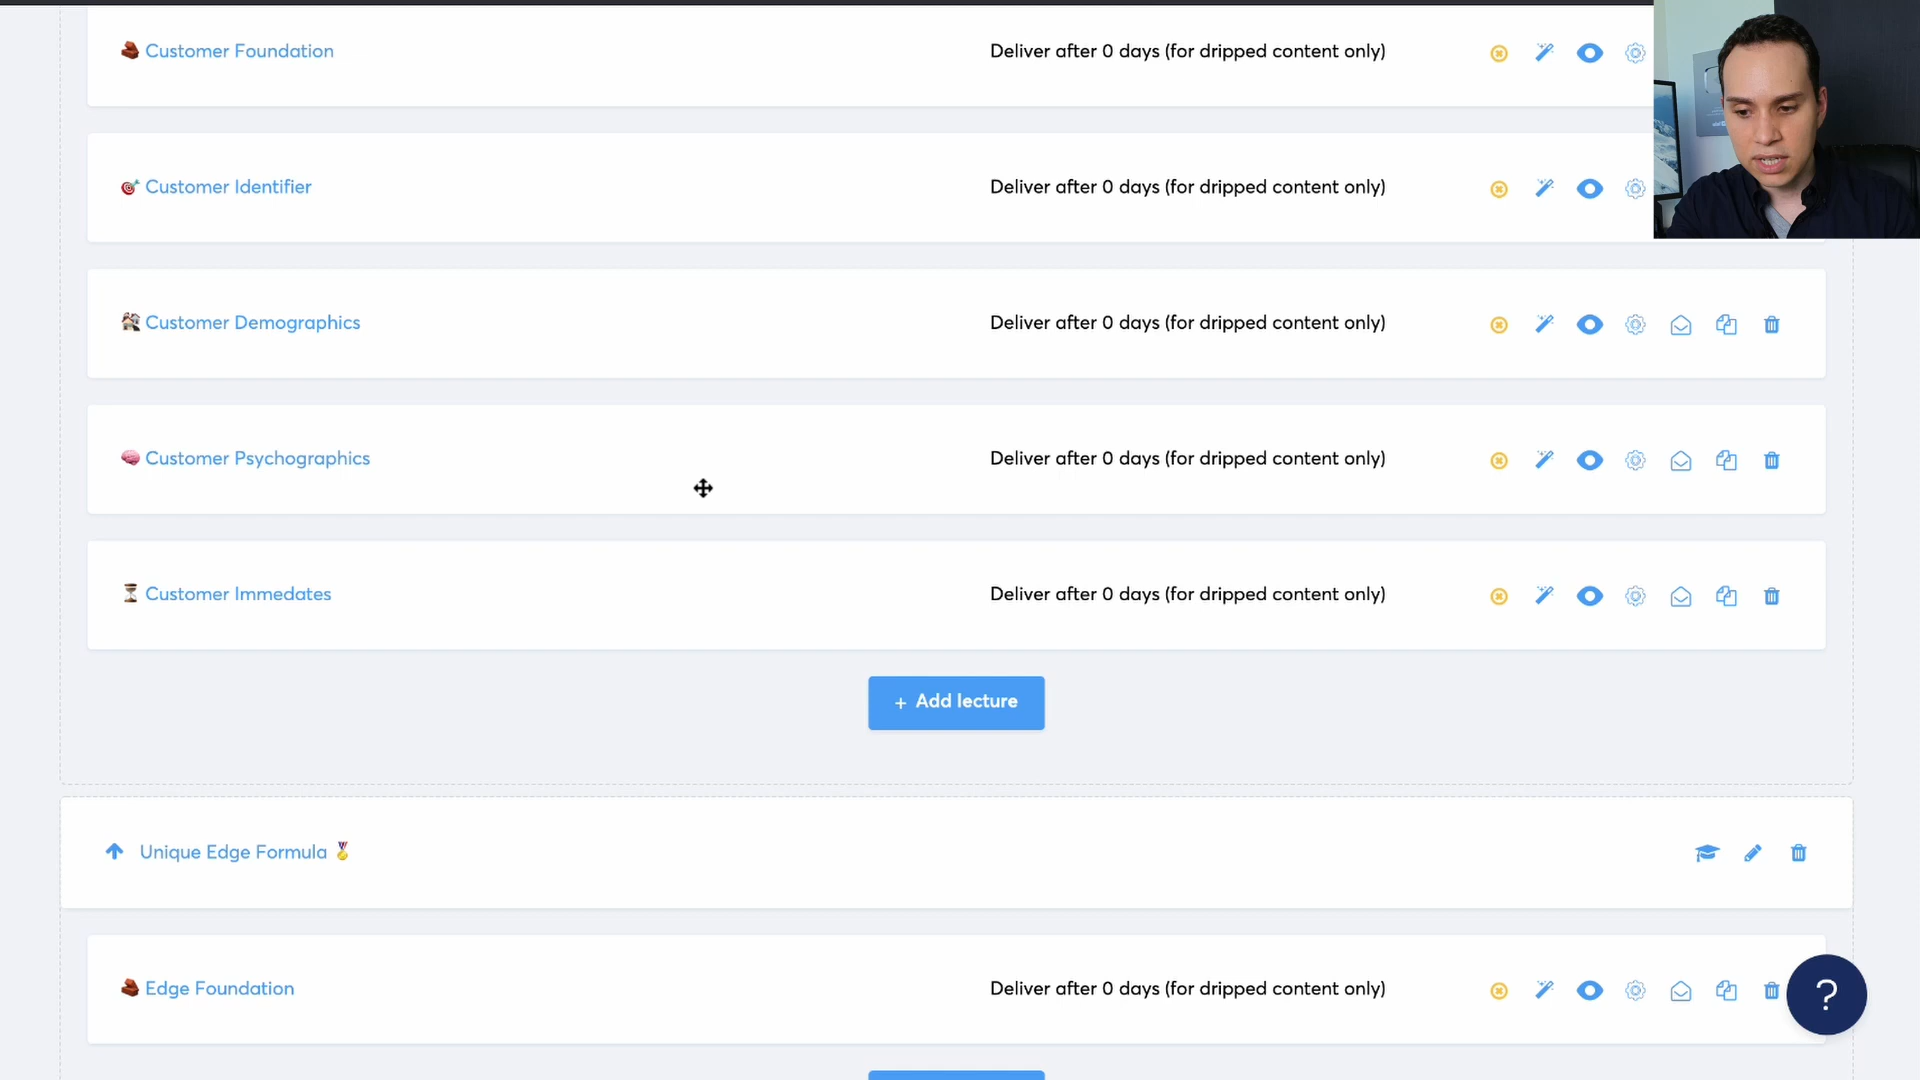 Customer Foundation Deliver after 0 days (for dripped content only)
Customer Identifier Deliver after 0 days (for dripped content only)
Customer Demographics Deliver after 0 days (for dripped content only)
Customer Psychographics Deliver after 0 days (for dripped content only)
Customer Immedates Deliver after 0 days (for dripped content only)
+ Add lecture
Unique Edge Formula
Edge Foundation Deliver after 0 days (for dripped content only)
?